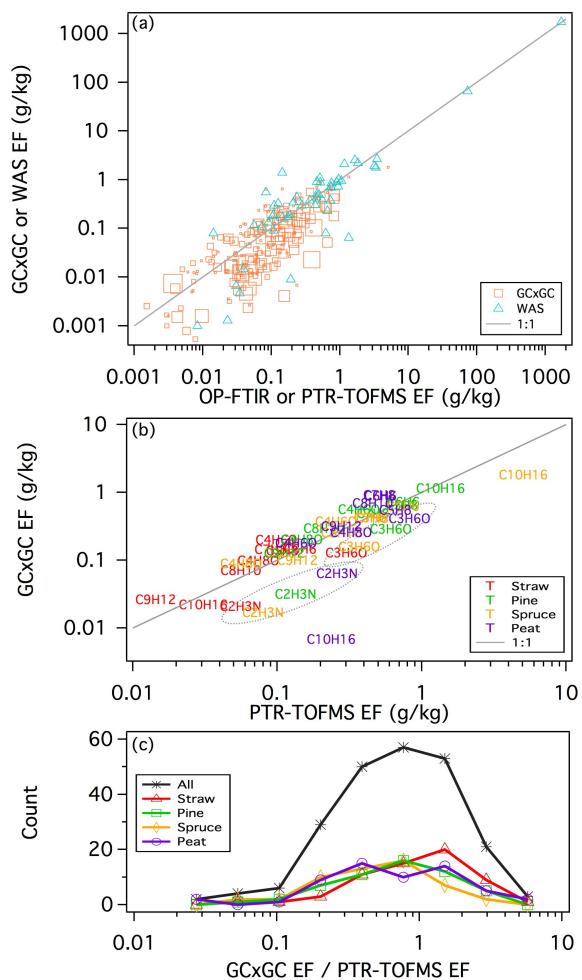 (a)
GCxGC or WAS EF (g/kg)
1000
100
10
1
0.1
0.01
0.001
GCxGC
WAS
1:1
0.001
0.01
0.1
1
10
100
1000
OP-FTIR or PTR-TOFMS EF (g/kg)
(b)
GCxGC EF (g/kg)
10
1
0.1
0.01
C10H16
C10H16
C3H6O
C3H6O
C9H12
C4H8O
C3H6O
C3H6O
C9H12
C4H8O
C8H10
C2H3N
C2H3N
C9H12
C10H16
C2H3N
C2H3N
C10H16
Straw
Pine
Spruce
Peat
1:1
0.01
0.1
1
10
PTR-TOFMS EF (g/kg)
(c)
Count
60
40
20
0
All
Straw
Pine
Spruce
Peat
0.01
0.1
1
10
GCxGC EF / PTR-TOFMS EF